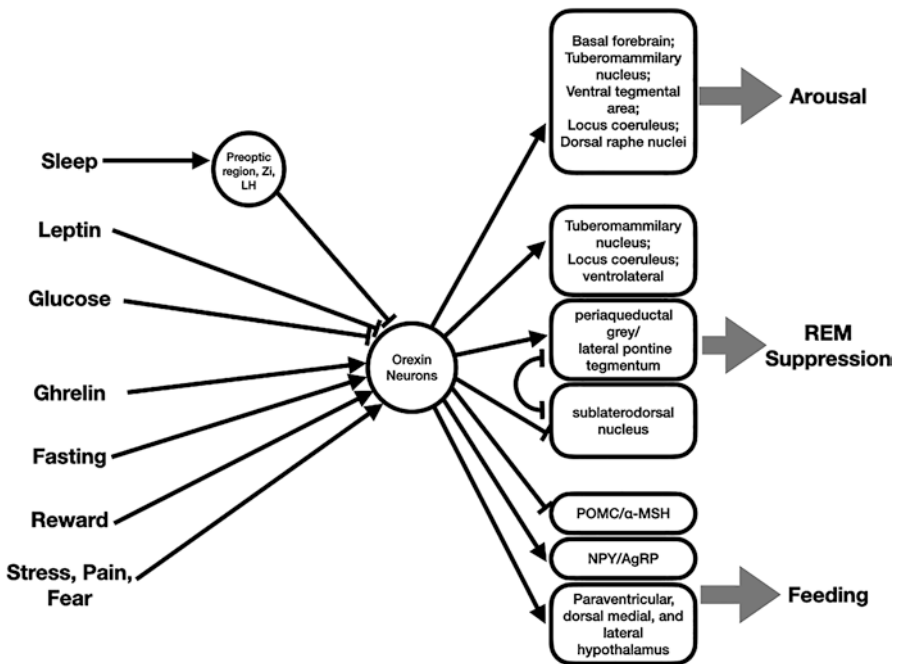 Sleep
Leptin
Glucose
Ghrelin
Fasting
Reward
Stress, Pain,
Fear
Preoptic
region, Zi,
LH
Orexin
Neurons
Basal forebrain;
Tuberomammilary
nucleus;
Ventral tegmental
area;
Locus coeruleus;
Dorsal raphe nuclei
Arousal
Tuberomammilary
nucleus;
Locus coeruleus;
ventrolateral
periaqueductal
grey/
lateral pontine
tegmentum
sublaterodorsal
nucleus
REM
Suppression
POMC/α-MSH
NPY/AgRP
Paraventricular,
dorsal medial, and
lateral
hypothalamus
Feeding